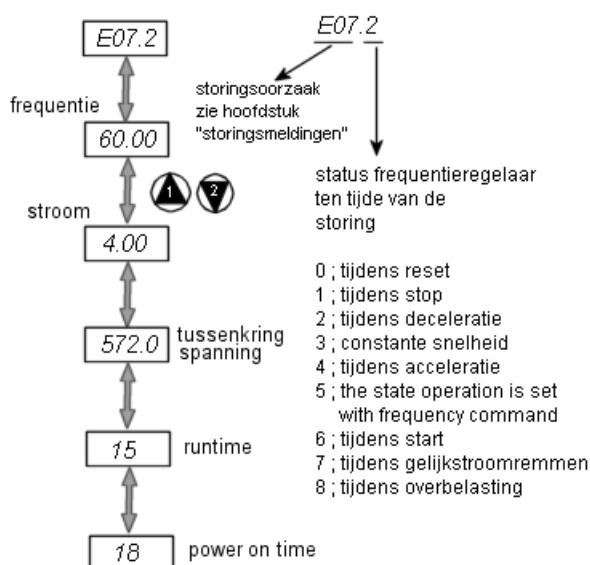 E07.2
frequentie
60.00
1 2
stroom
4.00
572.0
tussenkring
spanning
15
runtime
18
power on time
E07.2
storingsoorzaak
zie hoofdstuk
"storingsmeldingen"
status frequentieregelaar
ten tijde van de
storing
0 ; tijdens reset
1 ; tijdens stop
2 ; tijdens deceleratie
3 ; constante snelheid
4 ; tijdens acceleratie
5 ; the state operation is set
with frequency command
6 ; tijdens start
7 ; tijdens gelijkstroomremmen
8 ; tijdens overbelasting